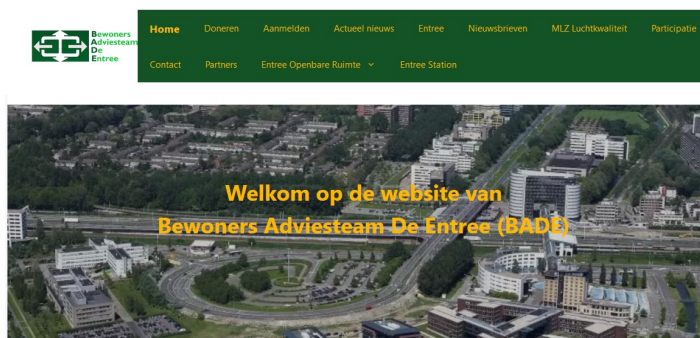 Bewoners
Adviesteam
De
Entree
Home Doneren Aanmelden Actueel nieuws Entree Nieuwsbrieven MLZ Luchtkwaliteit Participatie
Contact Partners Entree Openbare Ruimte Entree Station
Welkom op de website van
Bewoners Adviesteam De Entree (BADE)